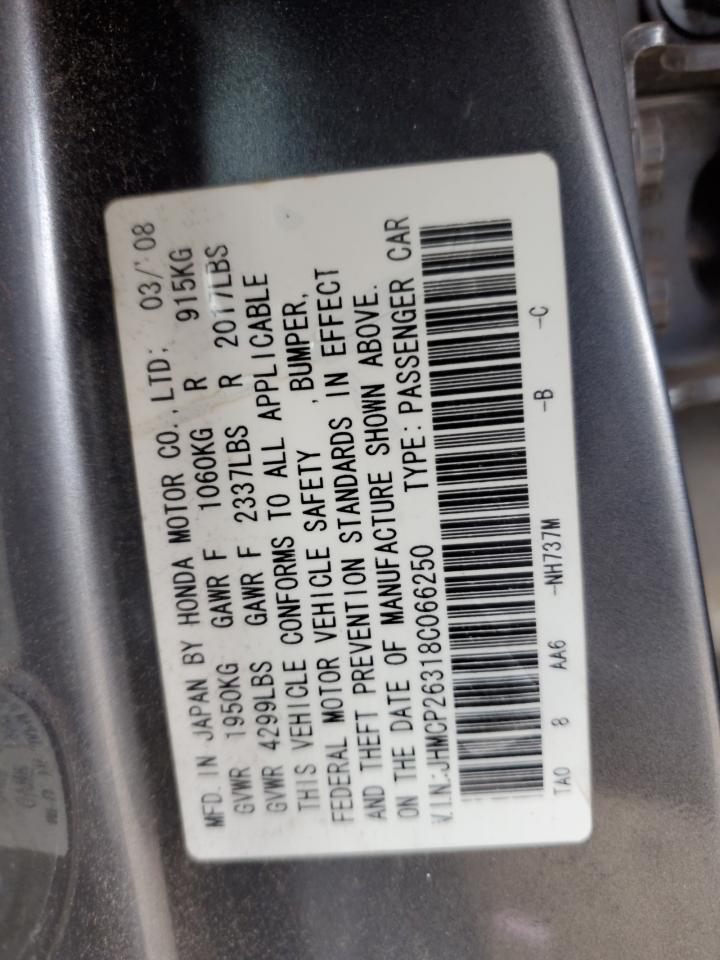 MFD. IN JAPAN BY HONDA MOTOR CO., LTD: 03/'08
GVWR 1950KG GAWR F 1060KG R 915KG
GVWR 4299LBS GAWR F 2337LBS R 2017LBS
THIS VEHICLE CONFORMS TO ALL APPLICABLE
FEDERAL MOTOR VEHICLE SAFETY , BUMPER,
AND THEFT PREVENTION STANDARDS IN EFFECT
ON THE DATE OF MANUFACTURE SHOWN ABOVE.
V.I.N:JHMCP26318C066250 TYPE:PASSENGER CAR
TA0 8 AA6 -NH737M -B -C